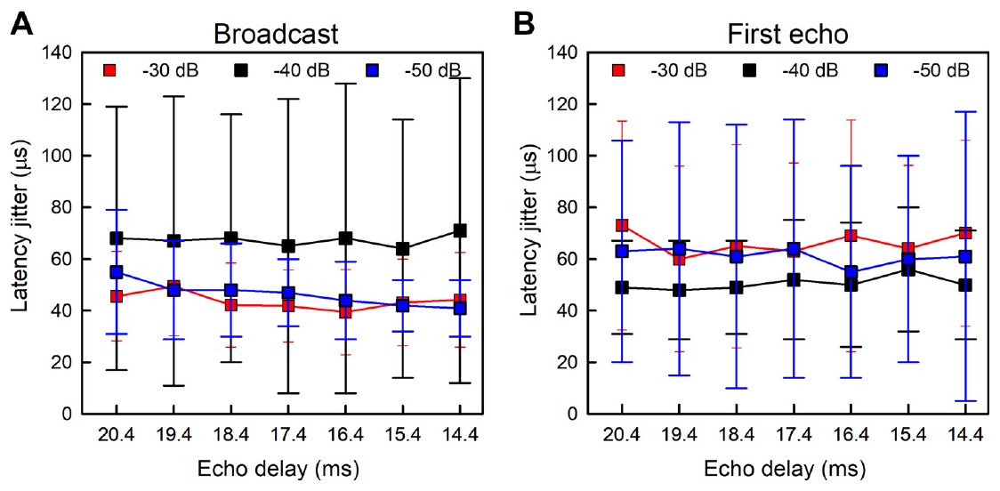 A
Broadcast
-30 dB -40 dB -50 dB
140
120
100
80
60
40
20
0
Latency jitter (μs)
20.4 19.4 18.4 17.4 16.4 15.4 14.4
Echo delay (ms)
B
First echo
-30 dB -40 dB -50 dB
140
120
100
80
60
40
20
0
Latency jitter (μs)
20.4 19.4 18.4 17.4 16.4 15.4 14.4
Echo delay (ms)